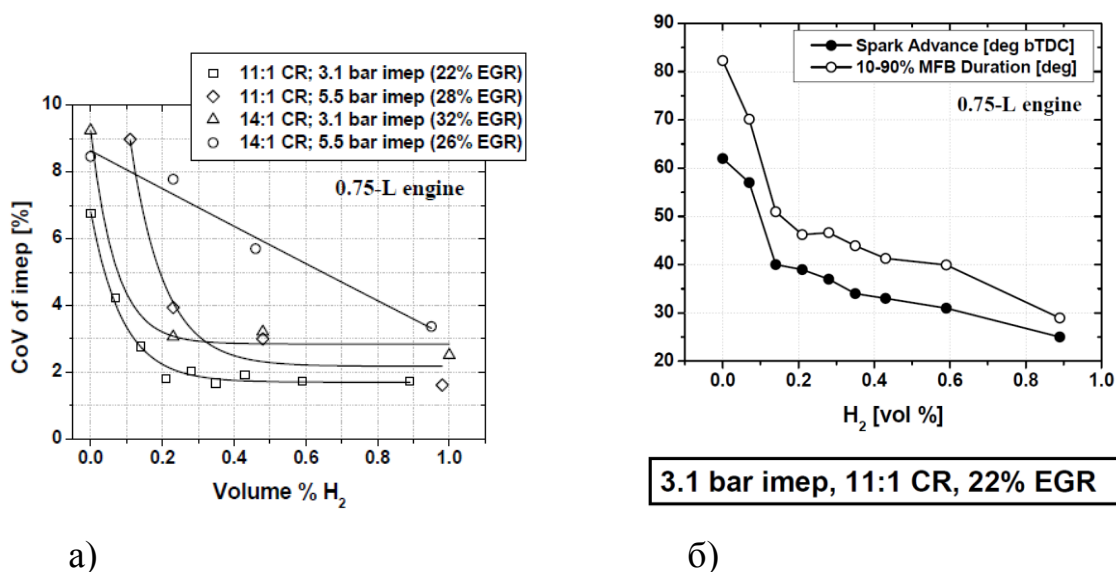 11:1 CR; 3.1 bar imep (22% EGR)
11:1 CR; 5.5 bar imep (28% EGR)
14:1 CR; 3.1 bar imep (32% EGR)
14:1 CR; 5.5 bar imep (26% EGR)
0.75-L engine
CoV of imep [%]
10
8
6
4
2
0
0.0 0.2 0.4 0.6 0.8 1.0
Volume % H₂
а)
Spark Advance [deg bTDC]
10-90% MFB Duration [deg]
0.75-L engine
90
80
70
60
50
40
30
20
0.0 0.2 0.4 0.6 0.8 1.0
H₂ [vol %]
3.1 bar imep, 11:1 CR, 22% EGR
б)